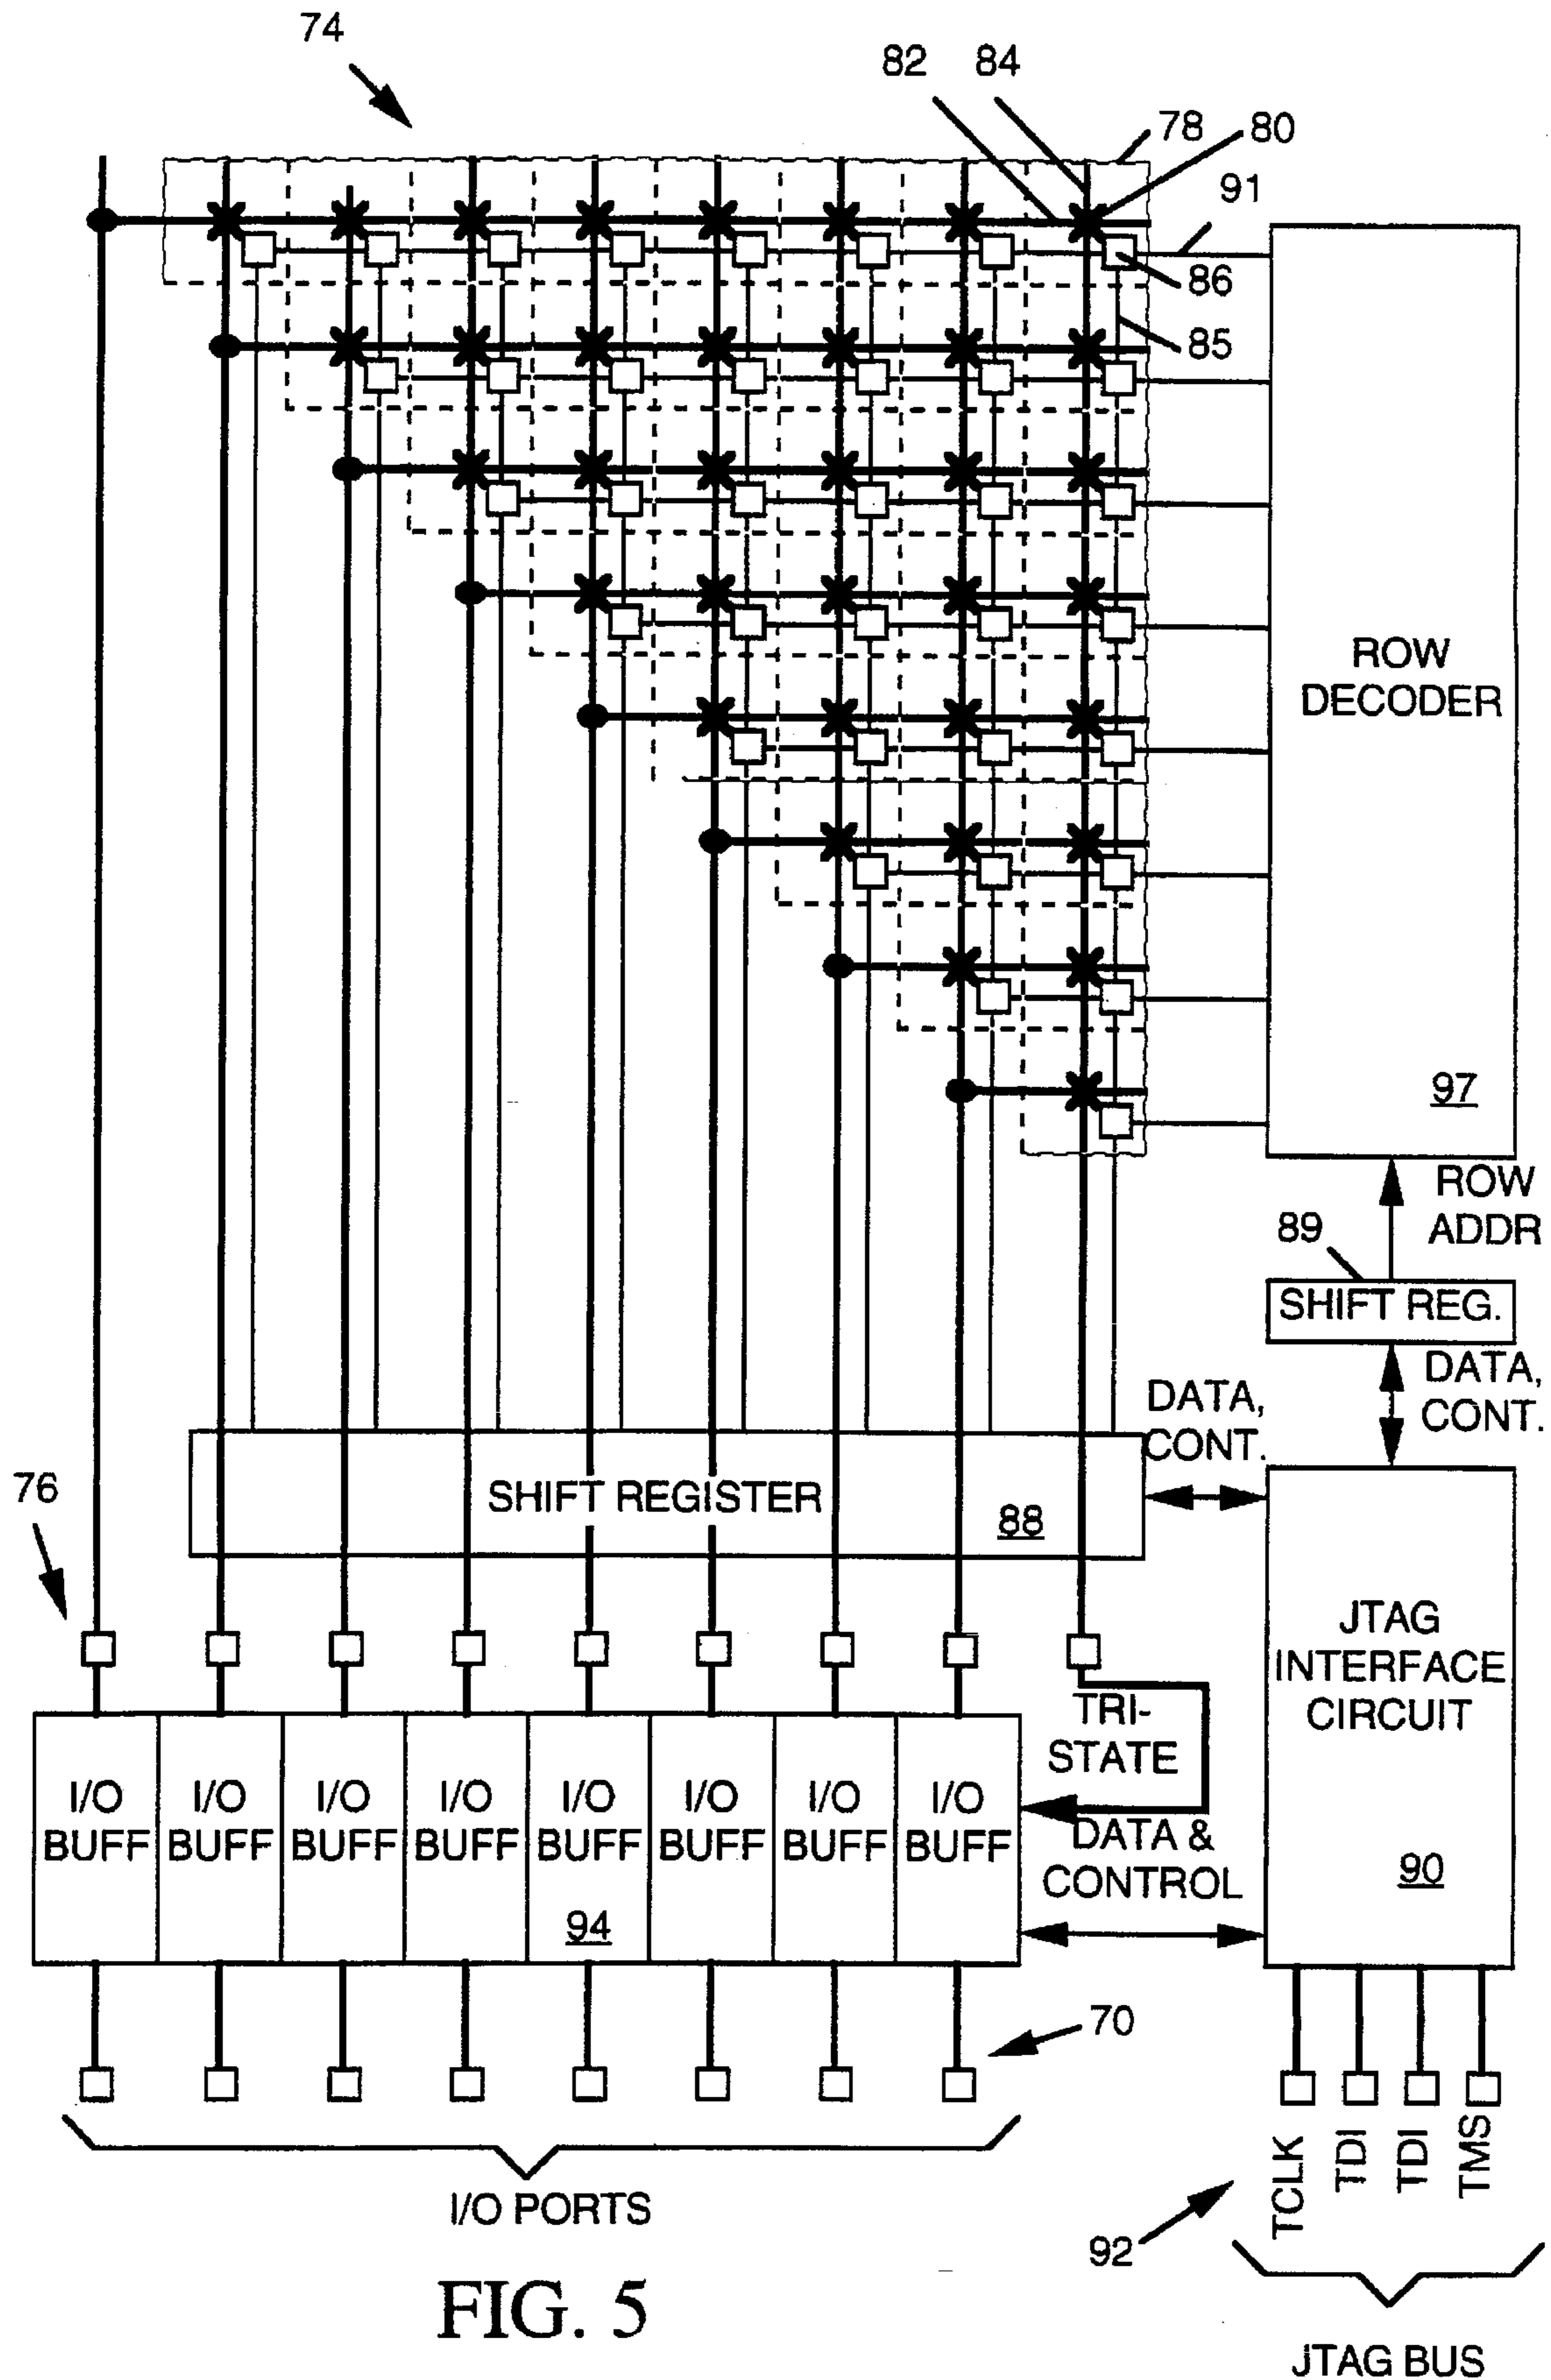 74
82 84
78 80
91
86
85
ROW
DECODER
97
ROW
ADDR
89
SHIFT REG.
DATA,
CONT.
DATA,
CONT.
SHIFT REGISTER
88
76
JTAG
INTERFACE
CIRCUIT
90
TRI-
STATE
I/O
BUFF
I/O
BUFF
I/O
BUFF
I/O
BUFF
I/O
BUFF
I/O
BUFF
I/O
BUFF
I/O
BUFF
94
DATA &
CONTROL
70
TCLK
TDI
TDI
TMS
92
I/O PORTS
JTAG BUS
FIG. 5